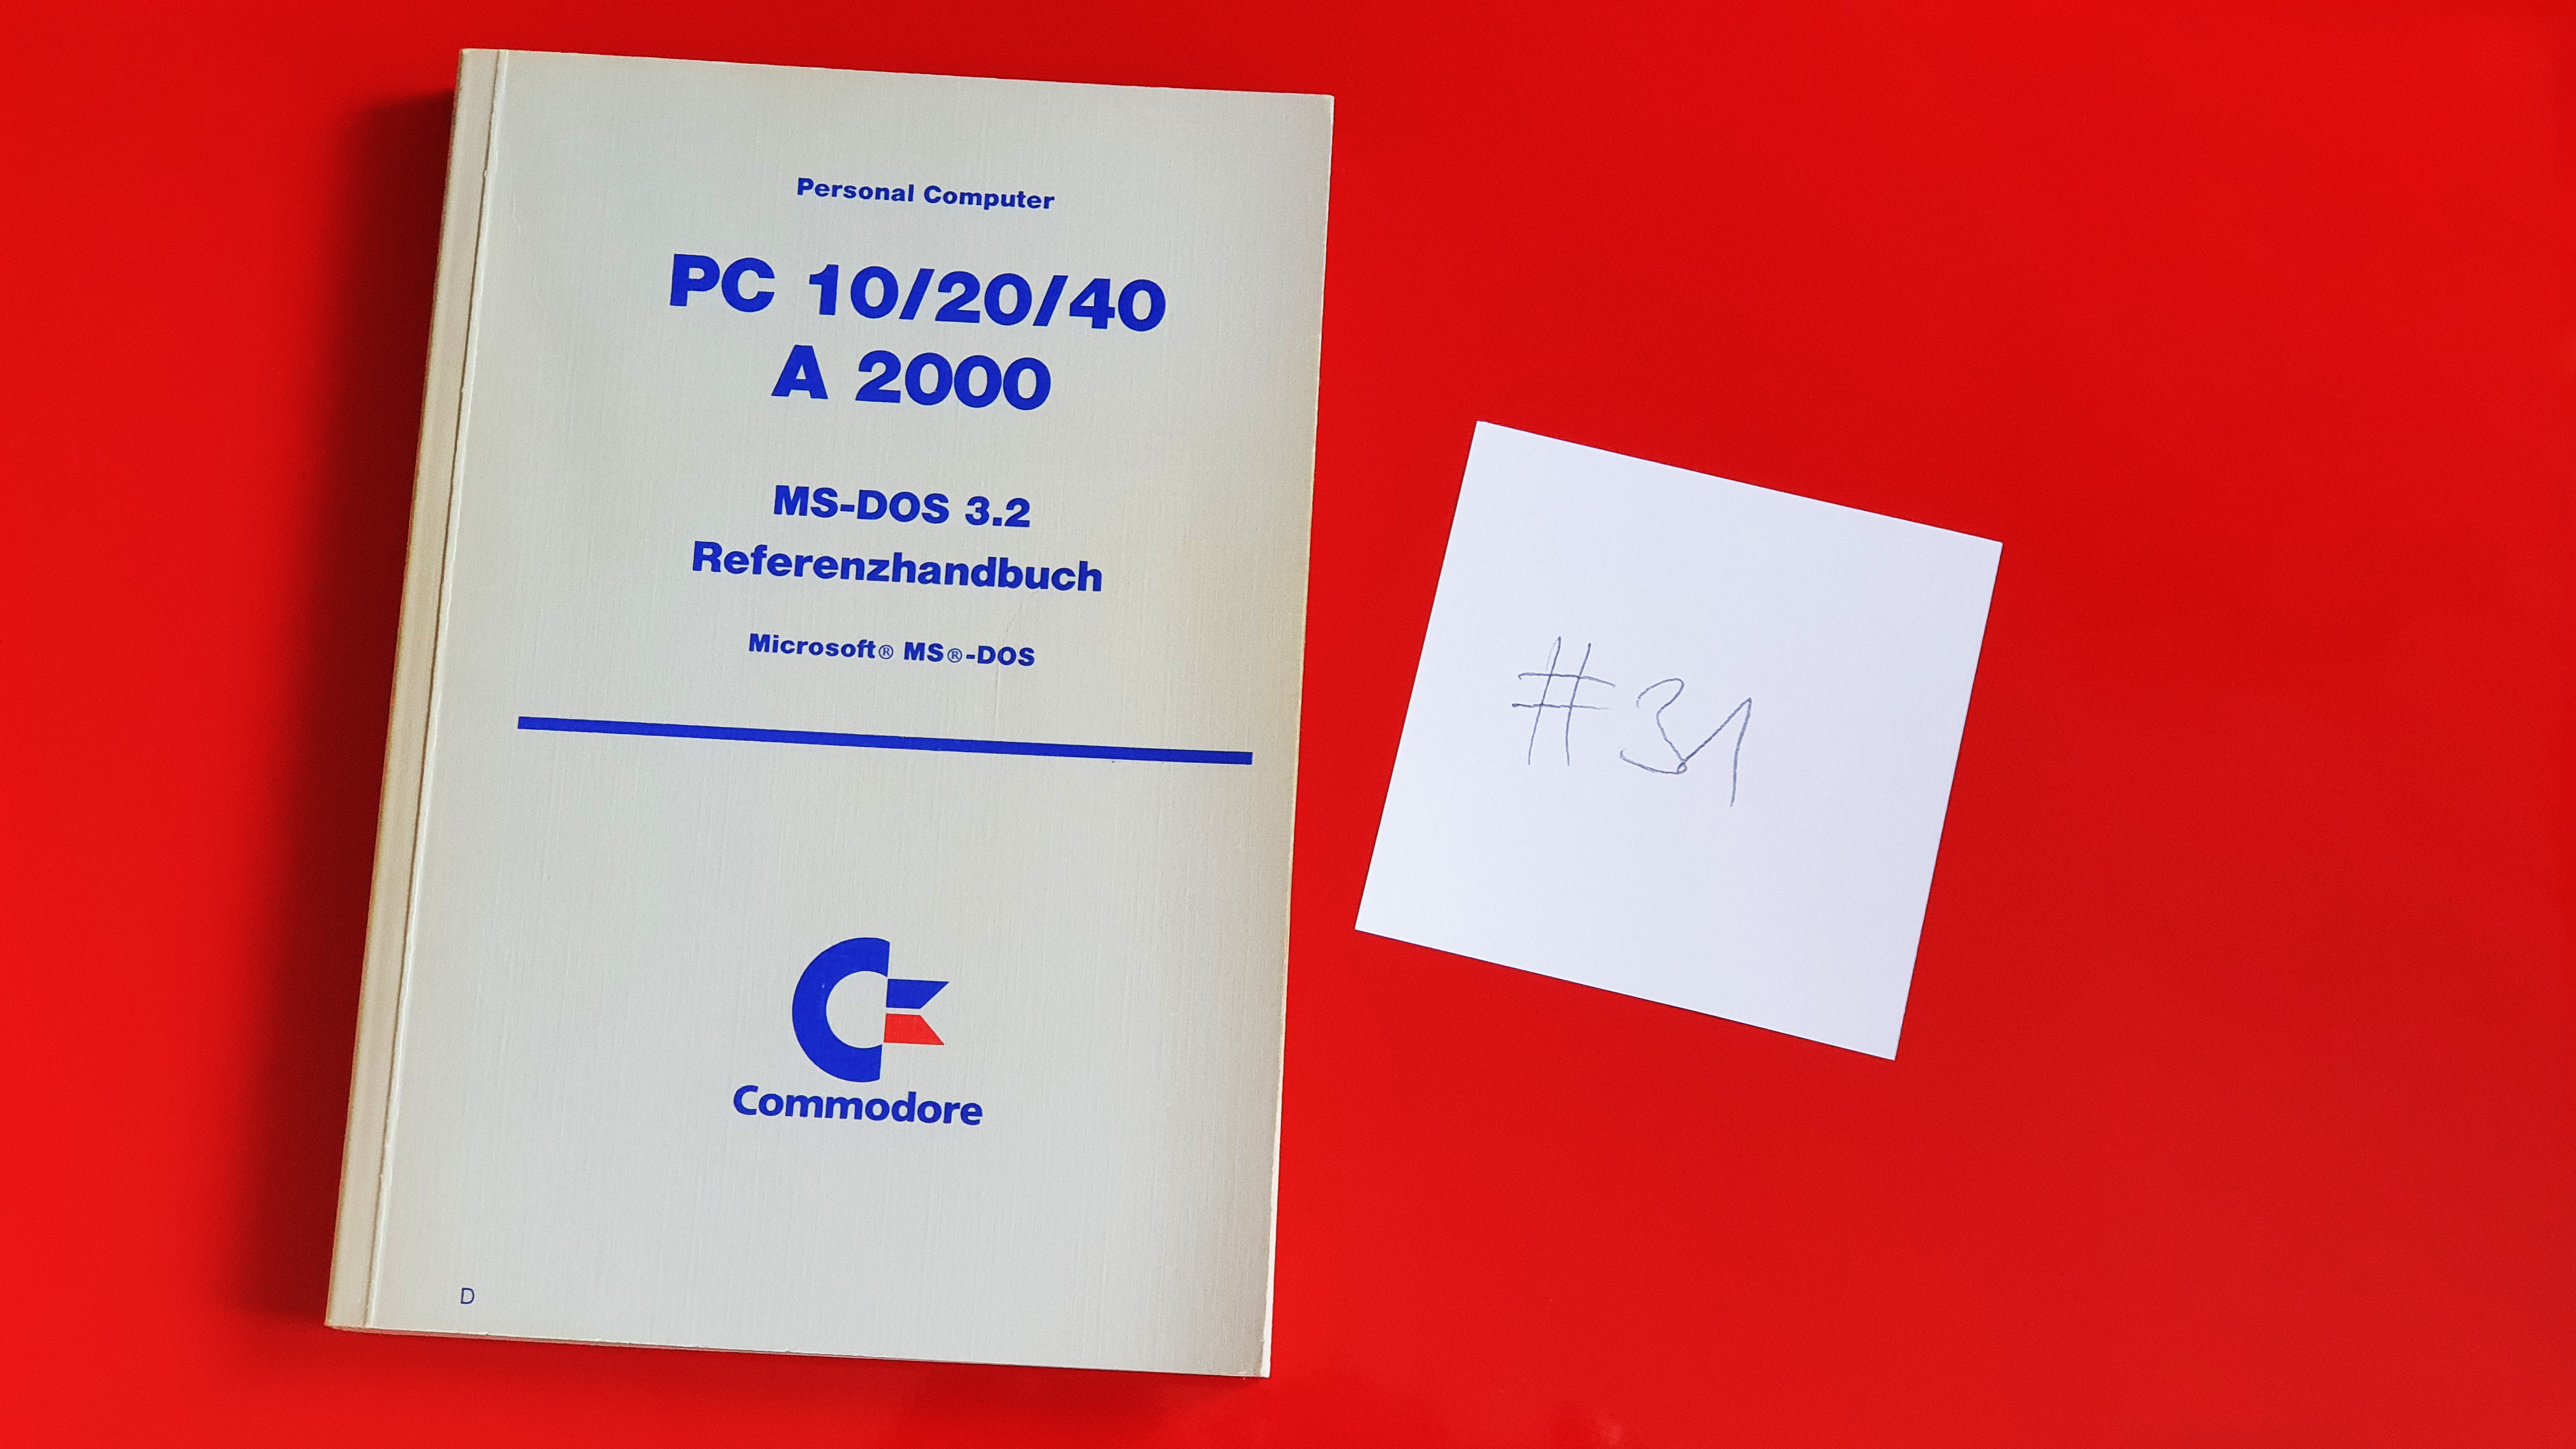 Personal Computer
PC 10/20/40
A 2000
MS-DOS 3.2
Referenzhandbuch
Microsoft® MS®-DOS
Commodore
D
#31